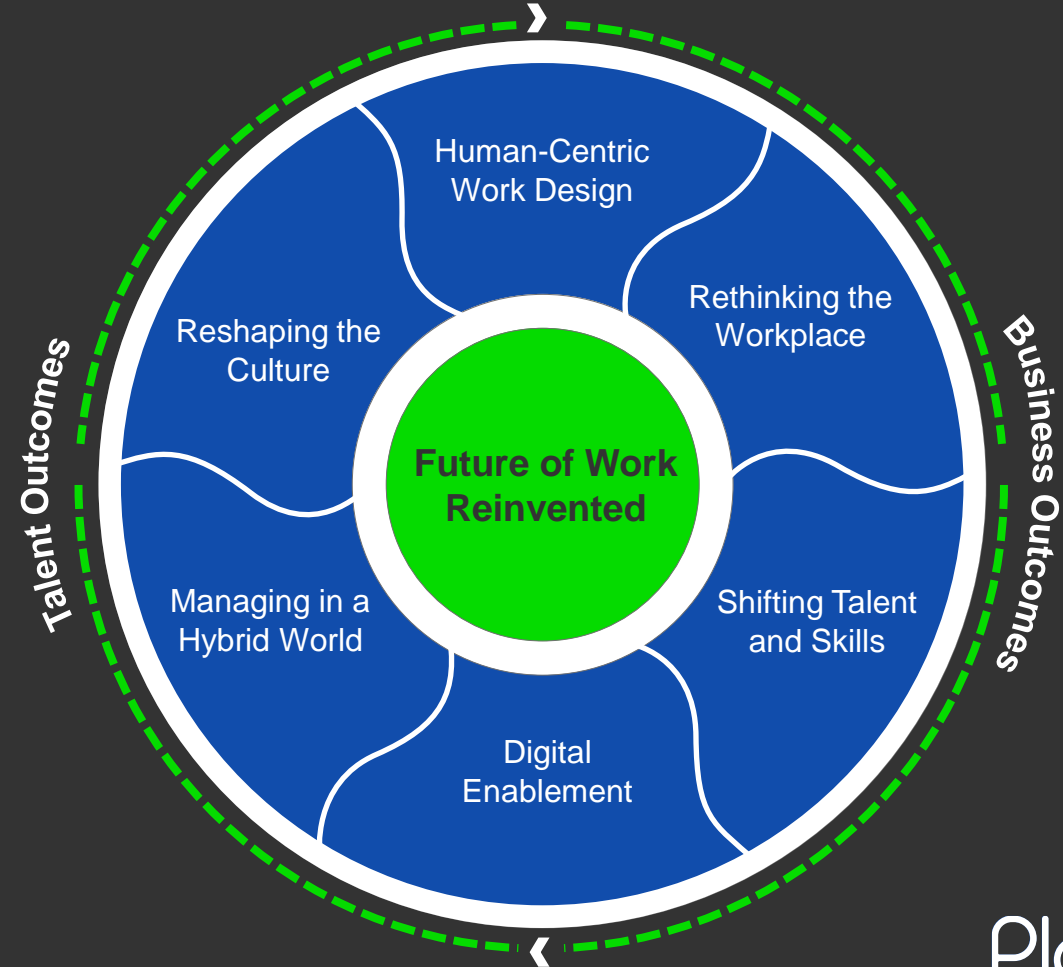 Human-Centric
Work Design
Rethinking the
Workplace
Reshaping the
Culture
Talent Outcomes
Business Outcomes
Future of Work
Reinvented
Managing in a
Hybrid World
Shifting Talent
and Skills
Digital
Enablement